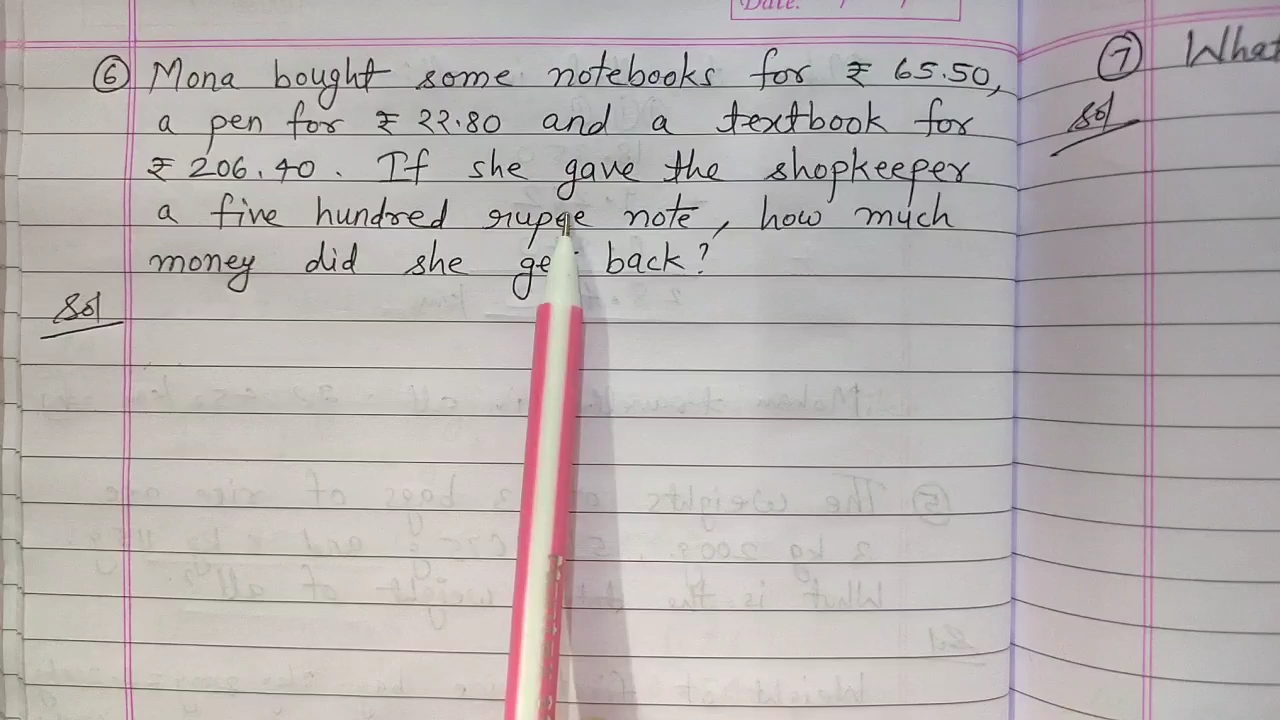 Date:
⑥ Mona bought some notebooks for ₹ 65.50,
a pen for ₹ 22.80 and a textbook for
₹ 206.40. If she gave the shopkeeper
a five hundred rupee note, how much
money did she get back?
Sol
⑦ What
Sol